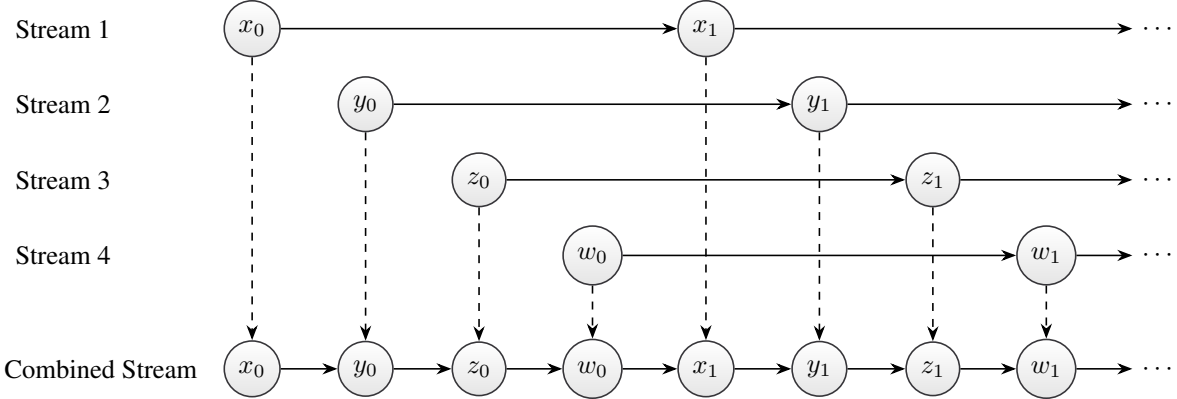 Stream 1 x₀ x₁ ···
Stream 2 y₀ y₁ ···
Stream 3 z₀ z₁ ···
Stream 4 w₀ w₁ ···
Combined Stream x₀ y₀ z₀ w₀ x₁ y₁ z₁ w₁ ···